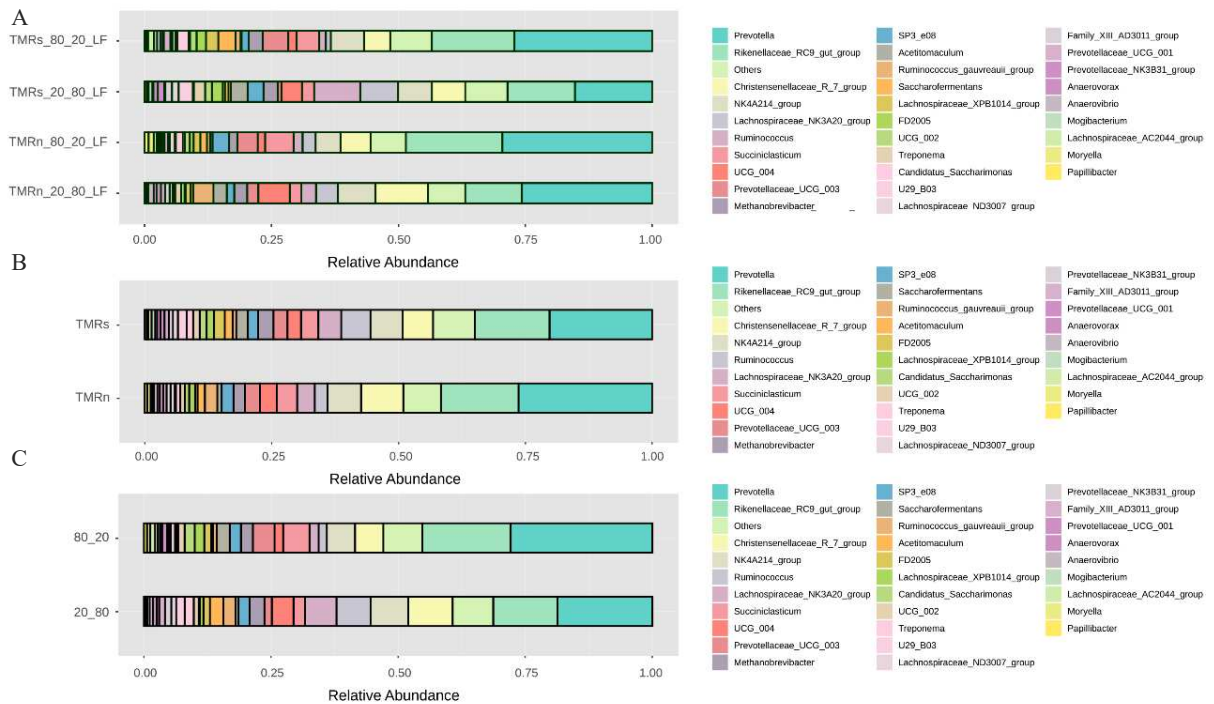 A
TMRs_80_20_LF
TMRs_20_80_LF
TMRn_80_20_LF
TMRn_20_80_LF
0.00 0.25 0.50 0.75 1.00
Relative Abundance
Prevotella
Rikenellaceae_RC9_gut_group
Others
Christensenellaceae_R_7_group
NK4A214_group
Lachnospiraceae_NK3A20_group
Ruminococcus
Succiniclasticum
UCG_004
Prevotellaceae_UCG_003
Methanobrevibacter
SP3_e08
Acetitomaculum
Ruminococcus_gauvreauii_group
Saccharofermentans
Lachnospiraceae_XPB1014_group
FD2005
UCG_002
Treponema
Candidatus_Saccharimonas
U29_B03
Lachnospiraceae_ND3007_group
Family_XIII_AD3011_group
Prevotellaceae_UCG_001
Prevotellaceae_NK3B31_group
Anaerovorax
Anaerovibrio
Mogibacterium
Lachnospiraceae_AC2044_group
Moryella
Papillibacter
B
TMRs
TMRn
0.00 0.25 0.50 0.75 1.00
Relative Abundance
Prevotella
Rikenellaceae_RC9_gut_group
Others
Christensenellaceae_R_7_group
NK4A214_group
Ruminococcus
Lachnospiraceae_NK3A20_group
Succiniclasticum
UCG_004
Prevotellaceae_UCG_003
Methanobrevibacter
SP3_e08
Saccharofermentans
Ruminococcus_gauvreauii_group
Acetitomaculum
FD2005
Lachnospiraceae_XPB1014_group
Candidatus_Saccharimonas
UCG_002
Treponema
U29_B03
Lachnospiraceae_ND3007_group
Prevotellaceae_NK3B31_group
Family_XIII_AD3011_group
Prevotellaceae_UCG_001
Anaerovorax
Anaerovibrio
Mogibacterium
Lachnospiraceae_AC2044_group
Moryella
Papillibacter
C
80_20
20_80
0.00 0.25 0.50 0.75 1.00
Relative Abundance
Prevotella
Rikenellaceae_RC9_gut_group
Others
Christensenellaceae_R_7_group
NK4A214_group
Ruminococcus
Lachnospiraceae_NK3A20_group
Succiniclasticum
UCG_004
Prevotellaceae_UCG_003
Methanobrevibacter
SP3_e08
Saccharofermentans
Ruminococcus_gauvreauii_group
Acetitomaculum
FD2005
Lachnospiraceae_XPB1014_group
Candidatus_Saccharimonas
UCG_002
Treponema
U29_B03
Lachnospiraceae_ND3007_group
Prevotellaceae_NK3B31_group
Family_XIII_AD3011_group
Prevotellaceae_UCG_001
Anaerovorax
Anaerovibrio
Mogibacterium
Lachnospiraceae_AC2044_group
Moryella
Papillibacter